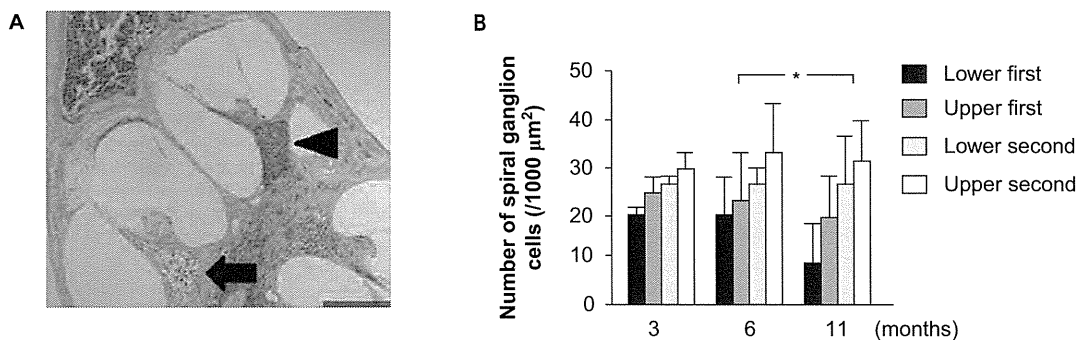 A
B
Number of spiral ganglion
cells (/1000 μm²)
50
40
30
20
10
0
*
3
6
11
(months)
Lower first
Upper first
Lower second
Upper second